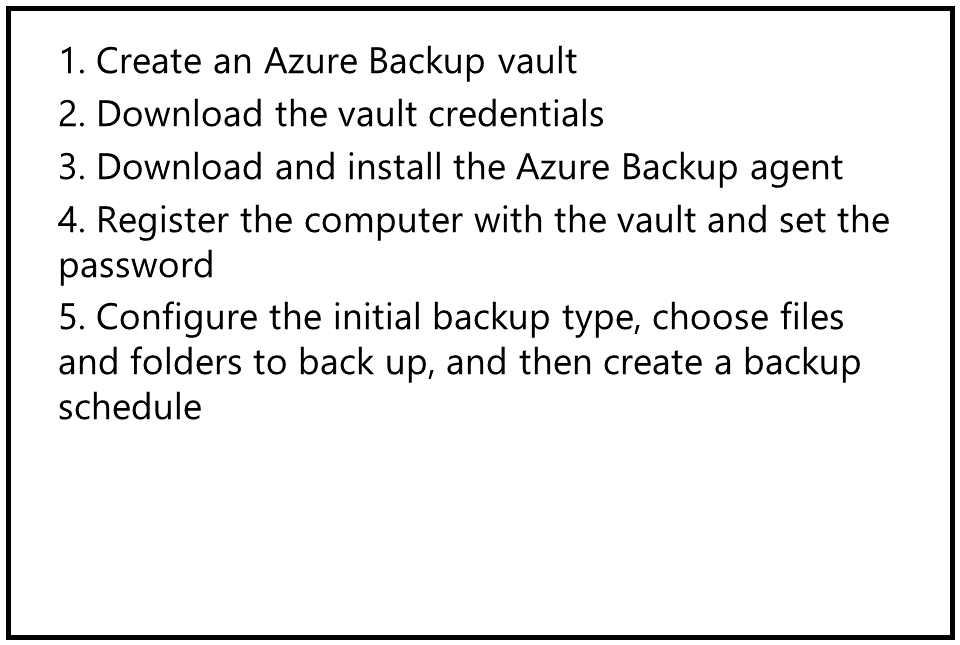 1. Create an Azure Backup vault
2. Download the vault credentials
3. Download and install the Azure Backup agent
4. Register the computer with the vault and set the
password
5. Configure the initial backup type, choose files
and folders to back up, and then create a backup
schedule